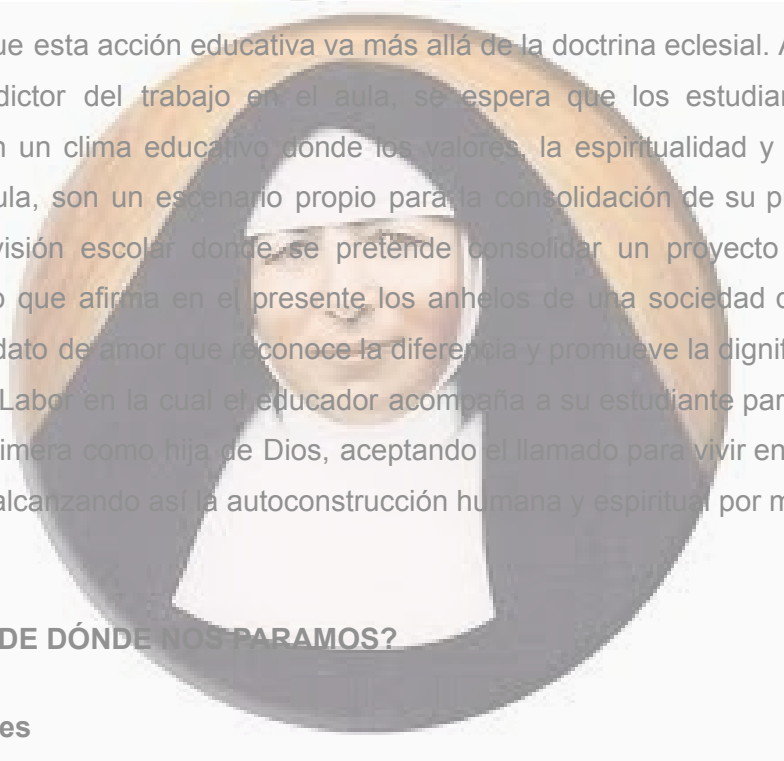 ue esta acción educativa va más allá de la doctrina eclesial. A
dictor del trabajo en el aula, se espera que los estudiar
n un clima educativo donde los valores, la espiritualidad y
ula, son un escenario propio para la consolidación de su p
visión escolar donde se pretende consolidar un proyecto
o que afirma en el presente los anhelos de una sociedad c
dato de amor que reconoce la diferencia y promueve la dignif
Labor en la cual el educador acompaña a su estudiante par
imera como hija de Dios, aceptando el llamado para vivir en
alcanzando así la autoconstrucción humana y espiritual por m
DE DÓNDE NOS PARAMOS?
es